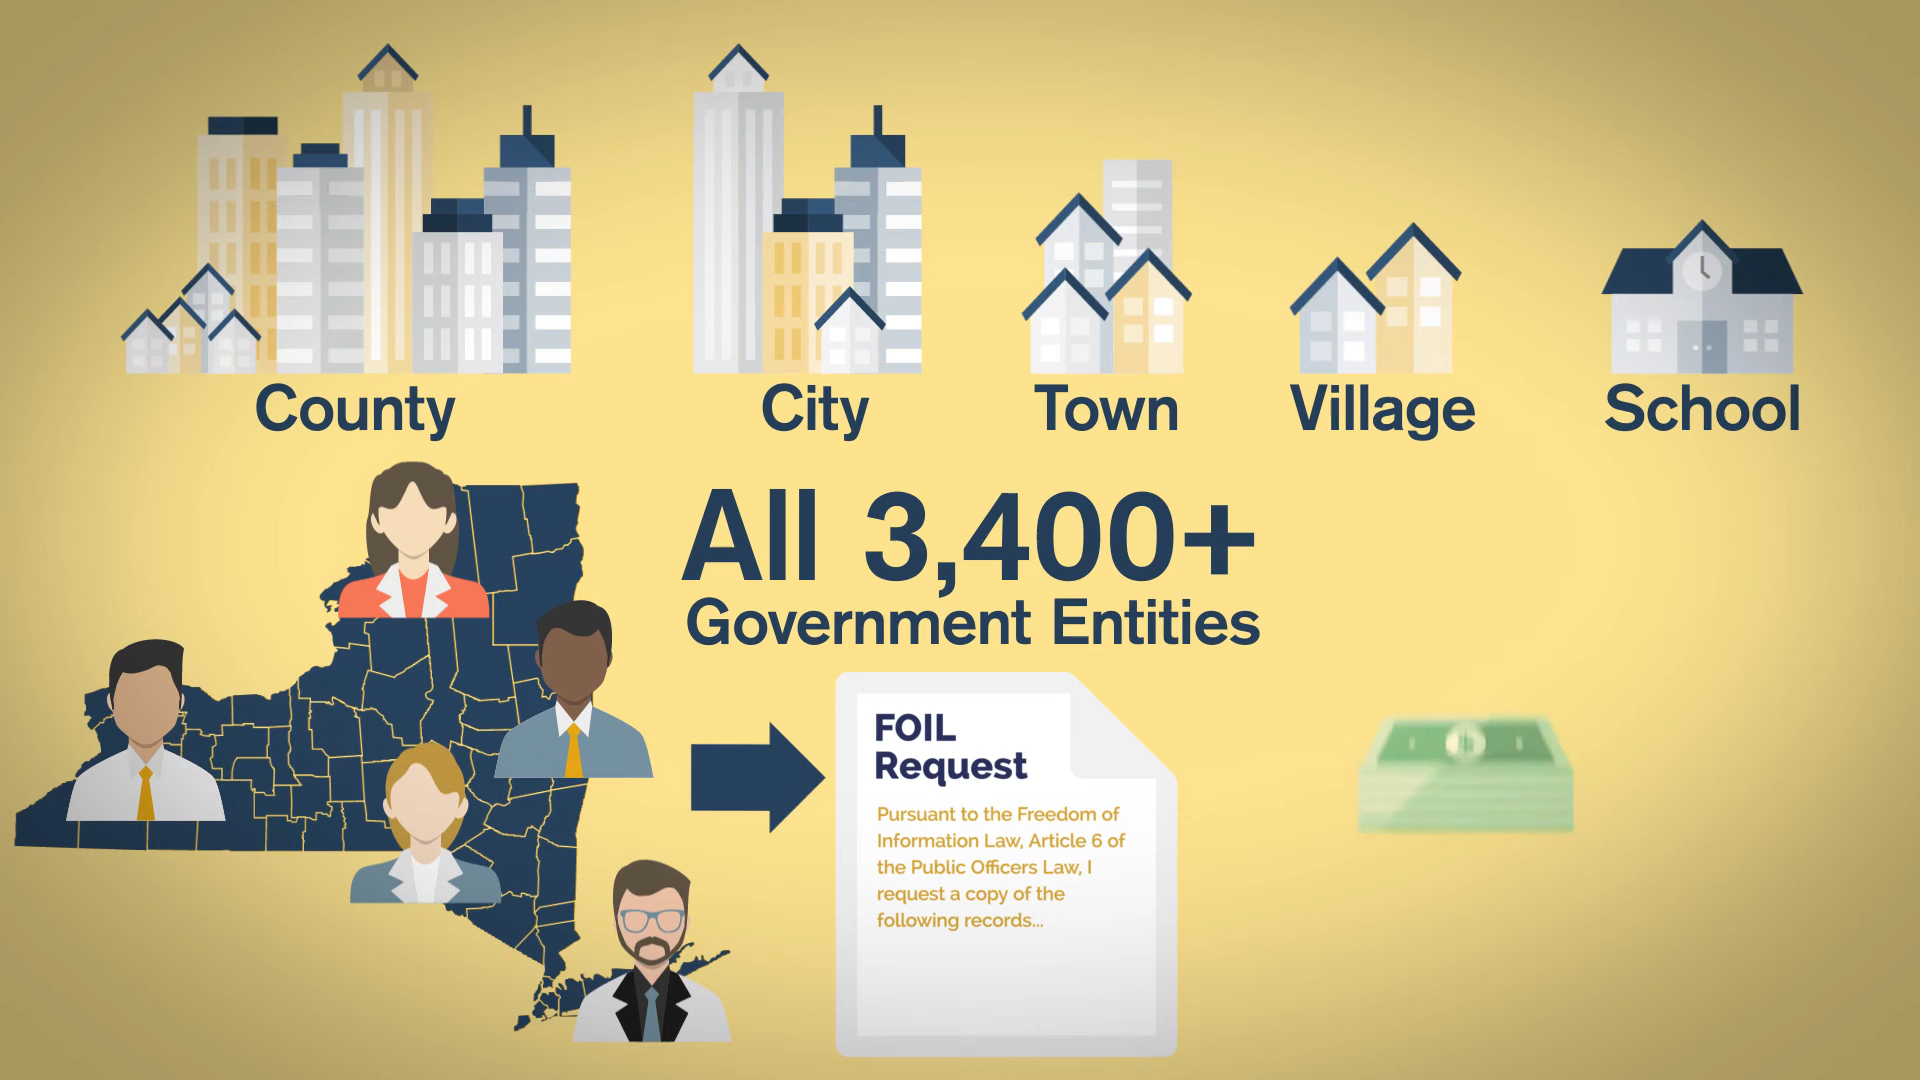 County
City
Town
Village
School
All 3,400+
Government Entities
FOIL
Request
Pursuant to the Freedom of
Information Law, Article 6 of
the Public Officers Law, I
request a copy of the
following records...
$